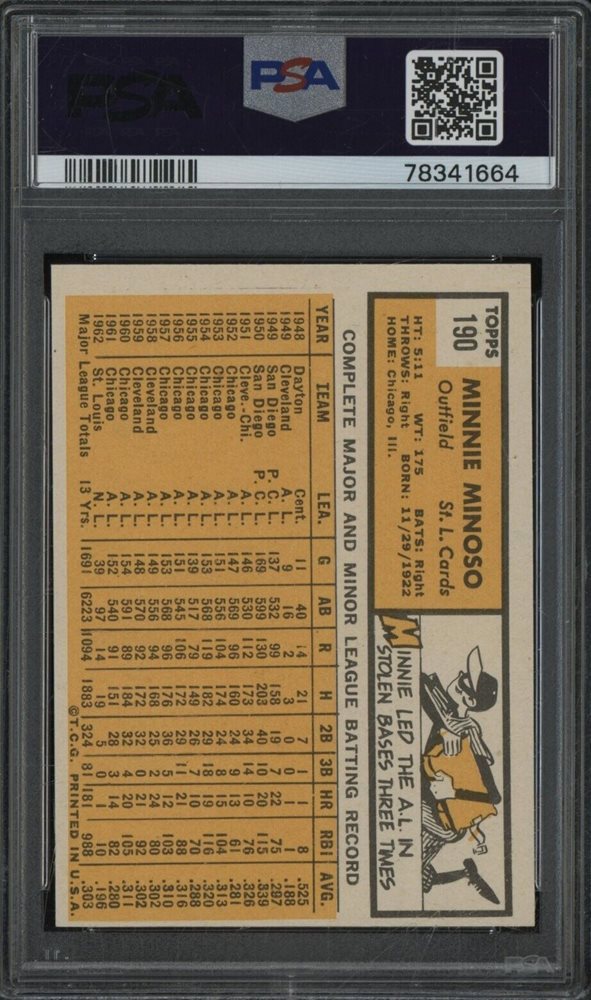 PSA
PSA
78341664
TOPPS
190
MINNIE MINOSO
Outfield St. L. Cards
HT: 5:11 WT: 175 BATS: Right
THROWS: Right BORN: 11/29/1922
HOME: Chicago, Ill.
MINNIE LED THE A.L. IN
STOLEN BASES THREE TIMES
COMPLETE MAJOR AND MINOR LEAGUE BATTING RECORD
YEAR TEAM LEA. G AB R H 2B 3B HR RBI AVG.
1948 Dayton Cent. 11 40 14 21 7 1 1 8 .525
1949 Cleveland A. L. 9 16 2 3 0 0 1 1 .188
1949 San Diego P. C. L. 137 532 99 158 19 7 22 75 .297
1950 San Diego P. C. L. 169 599 130 203 40 10 20 115 .339
1951 Cleve.-Chi. A. L. 146 530 112 173 34 14 10 76 .326
1952 Chicago A. L. 147 569 96 160 24 9 13 61 .281
1953 Chicago A. L. 151 556 104 174 24 8 15 104 .313
1954 Chicago A. L. 153 568 119 182 29 18 19 116 .320
1955 Chicago A. L. 139 517 79 149 18 7 10 70 .288
1956 Chicago A. L. 151 545 106 172 29 11 21 88 .316
1957 Chicago A. L. 153 568 96 176 36 5 12 103 .310
1958 Cleveland A. L. 149 556 94 168 25 2 24 80 .302
1959 Cleveland A. L. 148 570 92 172 32 0 21 92 .302
1960 Chicago A. L. 154 591 89 184 32 4 20 105 .311
1961 Chicago A. L. 152 540 91 151 28 3 14 82 .280
1962 St. Louis N. L. 39 97 14 19 5 0 1 10 .196
Major League Totals 13 Yrs. 1691 6223 1094 1883 324 81 181 988 .303
©T.C.G. PRINTED IN U.S.A.
PSA